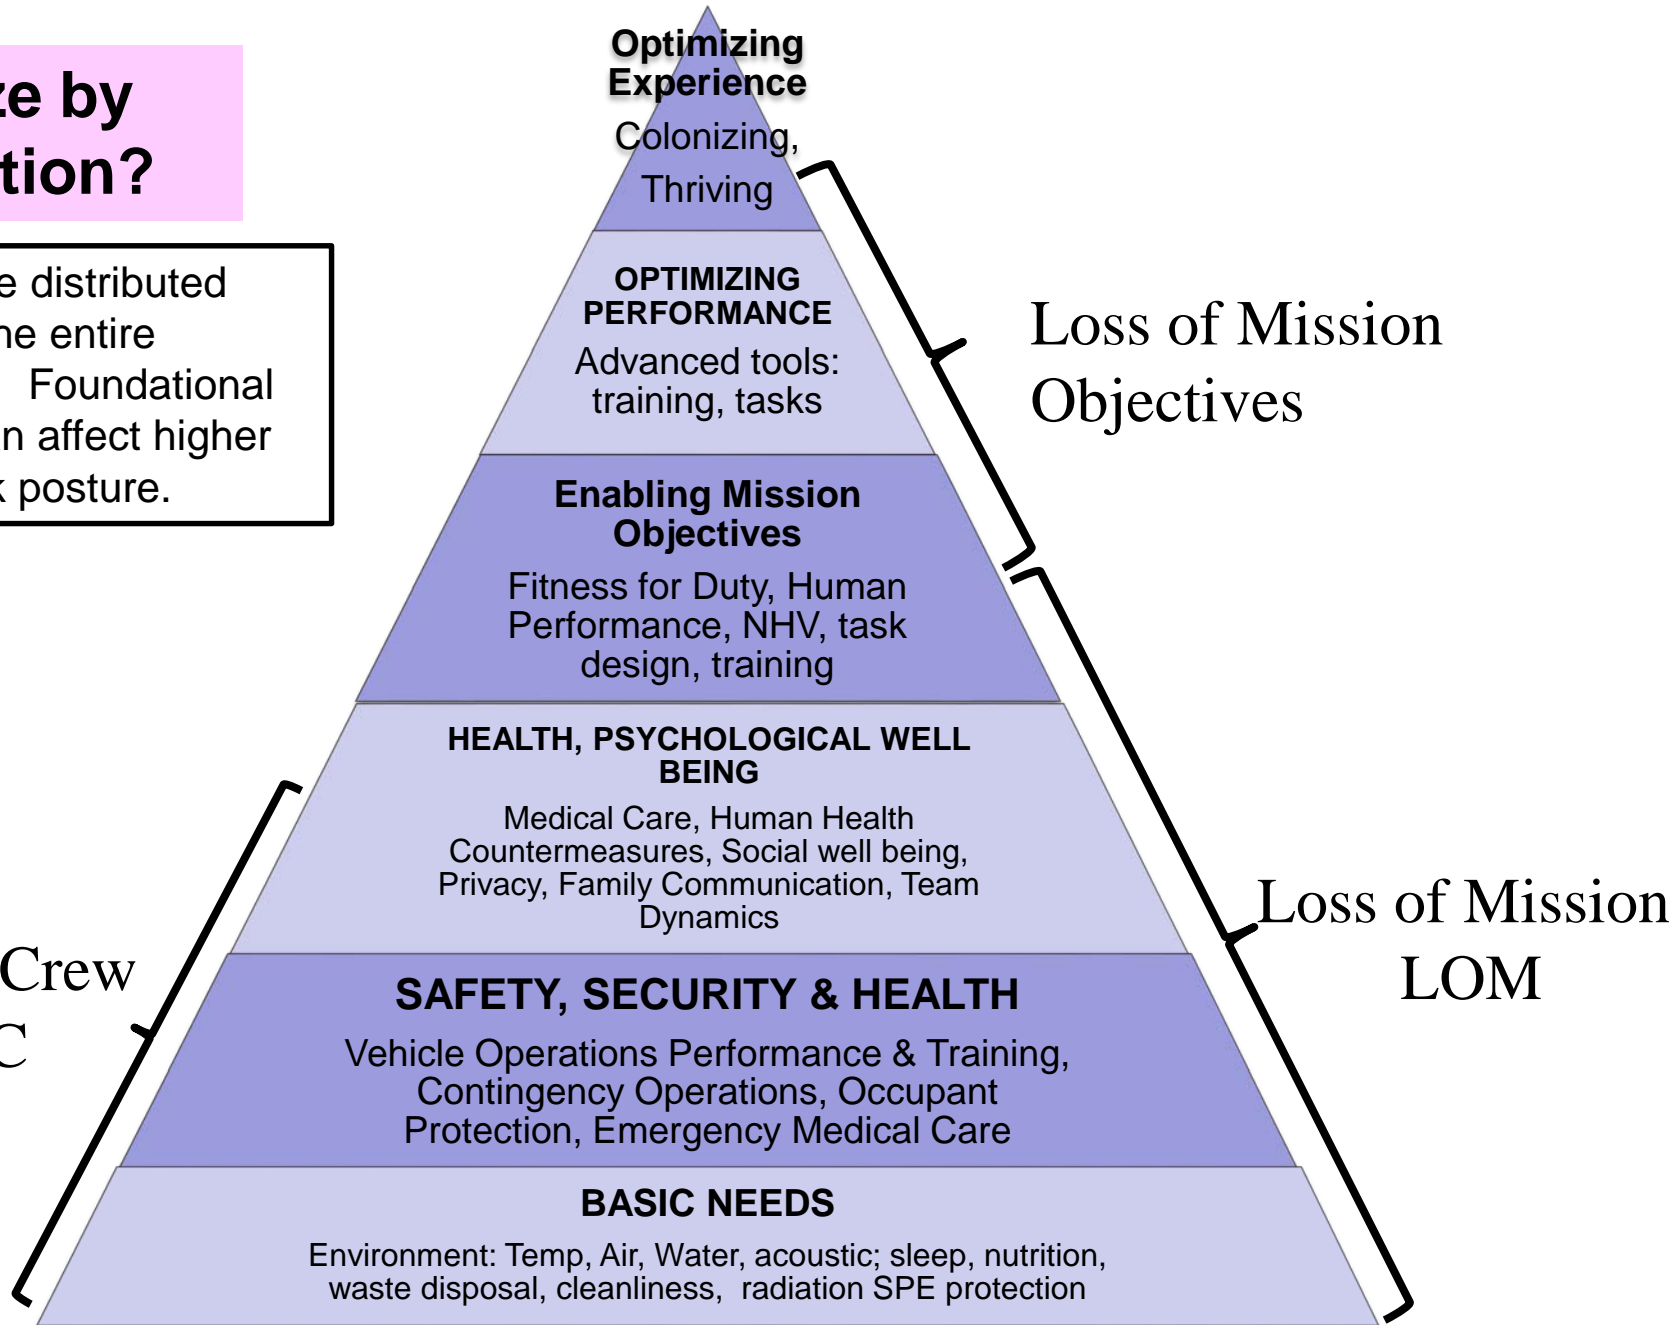 ze by
tion?
e distributed
ne entire
Foundational
n affect higher
k posture.
Optimizing
Experience
Colonizing,
Thriving
OPTIMIZING
PERFORMANCE
Advanced tools:
training, tasks
Enabling Mission
Objectives
Fitness for Duty, Human
Performance, NHV, task
design, training
HEALTH, PSYCHOLOGICAL WELL
BEING
Medical Care, Human Health
Countermeasures, Social well being,
Privacy, Family Communication, Team
Dynamics
SAFETY, SECURITY & HEALTH
Vehicle Operations Performance & Training,
Contingency Operations, Occupant
Protection, Emergency Medical Care
BASIC NEEDS
Environment: Temp, Air, Water, acoustic; sleep, nutrition,
waste disposal, cleanliness, radiation SPE protection
Loss of Mission
Objectives
Loss of Mission
LOM
Crew
C